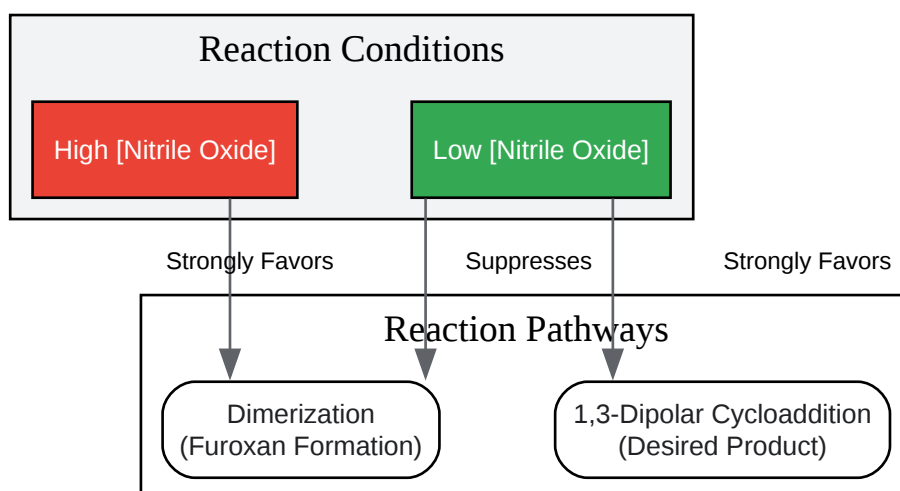 Reaction Conditions
High [Nitrile Oxide]
Low [Nitrile Oxide]
Strongly Favors
Suppresses
Strongly Favors
Reaction Pathways
Dimerization
(Furoxan Formation)
1,3-Dipolar Cycloaddition
(Desired Product)